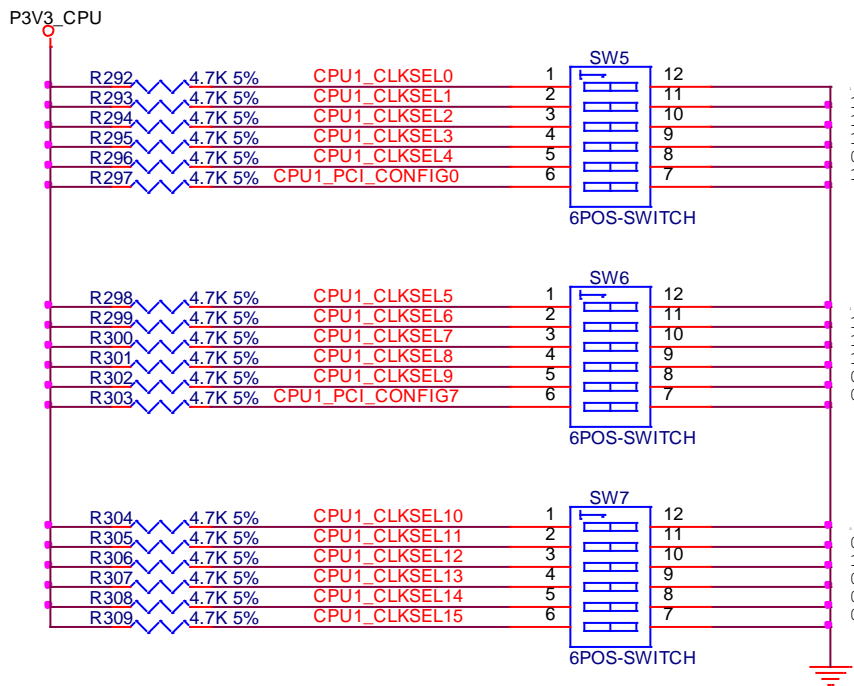 P3V3_CPU
SW5
R292 4.7K 5% CPU1_CLKSEL0 1 12
R293 4.7K 5% CPU1_CLKSEL1 2 11
R294 4.7K 5% CPU1_CLKSEL2 3 10
R295 4.7K 5% CPU1_CLKSEL3 4 9
R296 4.7K 5% CPU1_CLKSEL4 5 8
R297 4.7K 5% CPU1_PCI_CONFIG0 6 7
6POS-SWITCH
SW6
R298 4.7K 5% CPU1_CLKSEL5 1 12
R299 4.7K 5% CPU1_CLKSEL6 2 11
R300 4.7K 5% CPU1_CLKSEL7 3 10
R301 4.7K 5% CPU1_CLKSEL8 4 9
R302 4.7K 5% CPU1_CLKSEL9 5 8
R303 4.7K 5% CPU1_PCI_CONFIG7 6 7
6POS-SWITCH
SW7
R304 4.7K 5% CPU1_CLKSEL10 1 12
R305 4.7K 5% CPU1_CLKSEL11 2 11
R306 4.7K 5% CPU1_CLKSEL12 3 10
R307 4.7K 5% CPU1_CLKSEL13 4 9
R308 4.7K 5% CPU1_CLKSEL14 5 8
R309 4.7K 5% CPU1_CLKSEL15 6 7
6POS-SWITCH